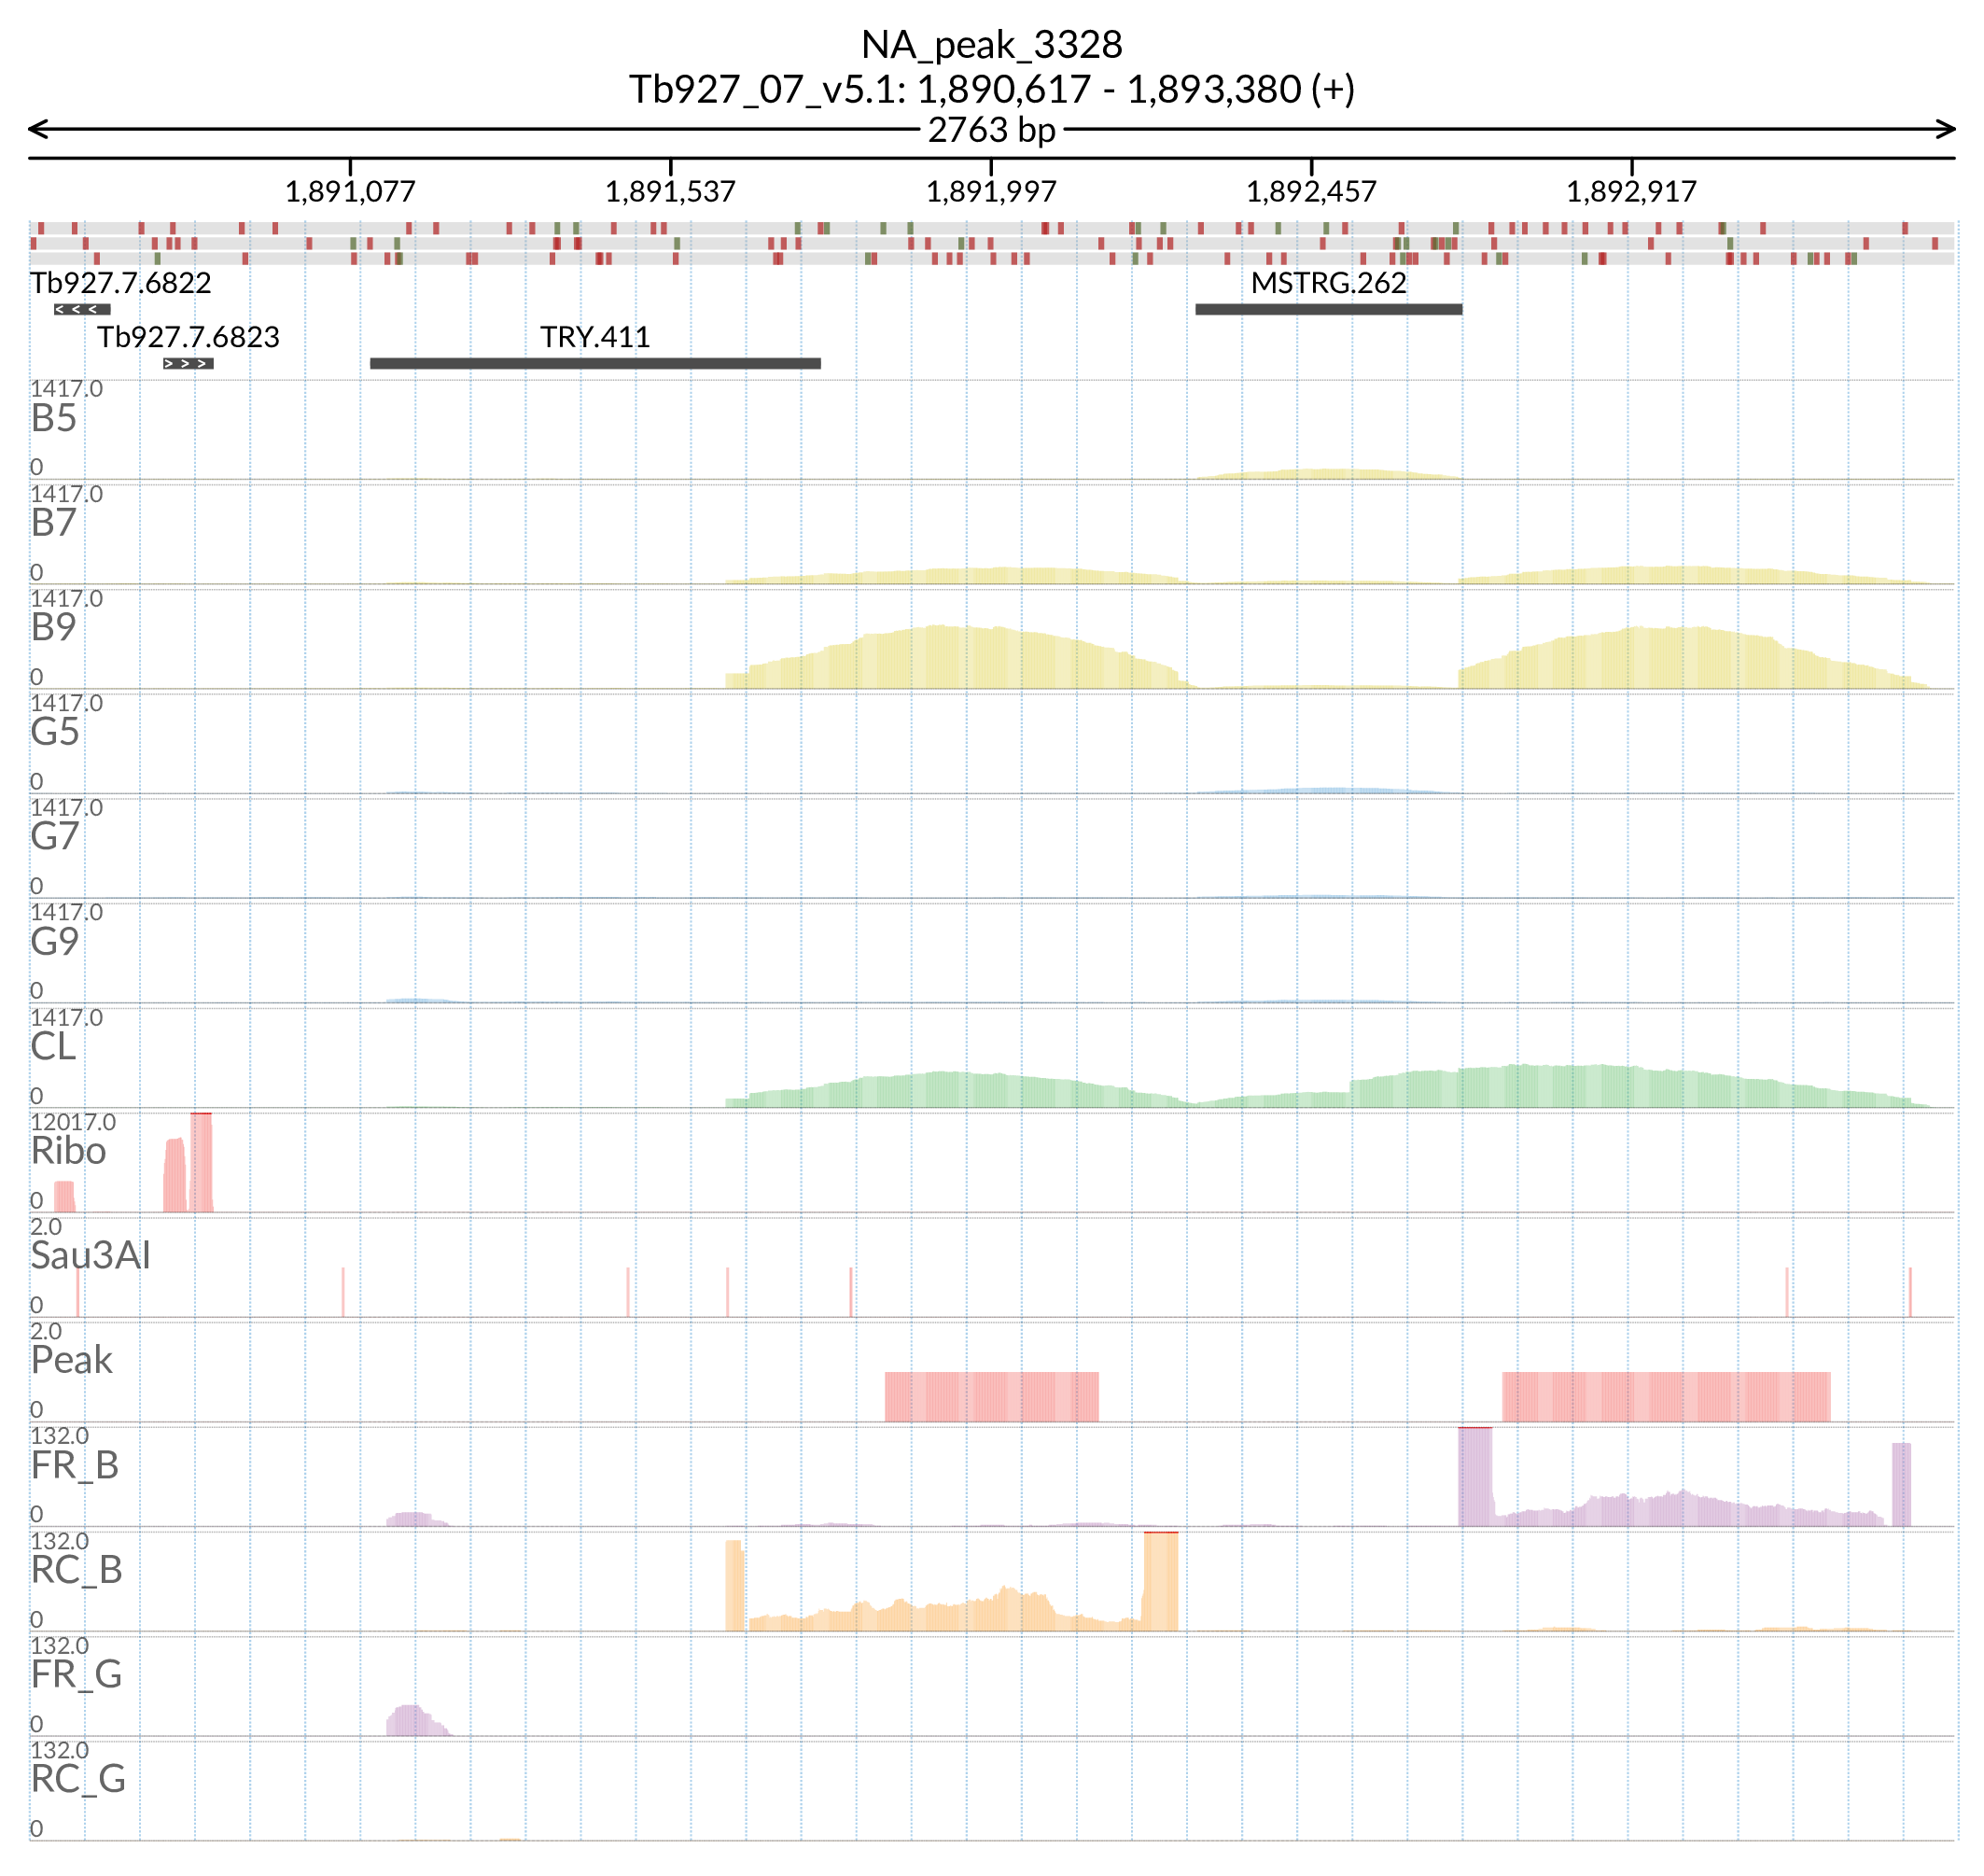 NA_peak_3328
Tb927_07_v5.1: 1,890,617 - 1,893,380 (+)
2763 bp
1,891,077 1,891,537 1,891,997 1,892,457 1,892,917
Tb927.7.6822 MSTRG.262
< < <
Tb927.7.6823 TRY.411
> > >
1417.0
B5
0
1417.0
B7
0
1417.0
B9
0
1417.0
G5
0
1417.0
G7
0
1417.0
G9
0
1417.0
CL
0
12017.0
Ribo
0
2.0
Sau3AI
0
2.0
Peak
0
132.0
FR_B
0
132.0
RC_B
0
132.0
FR_G
0
132.0
RC_G
0